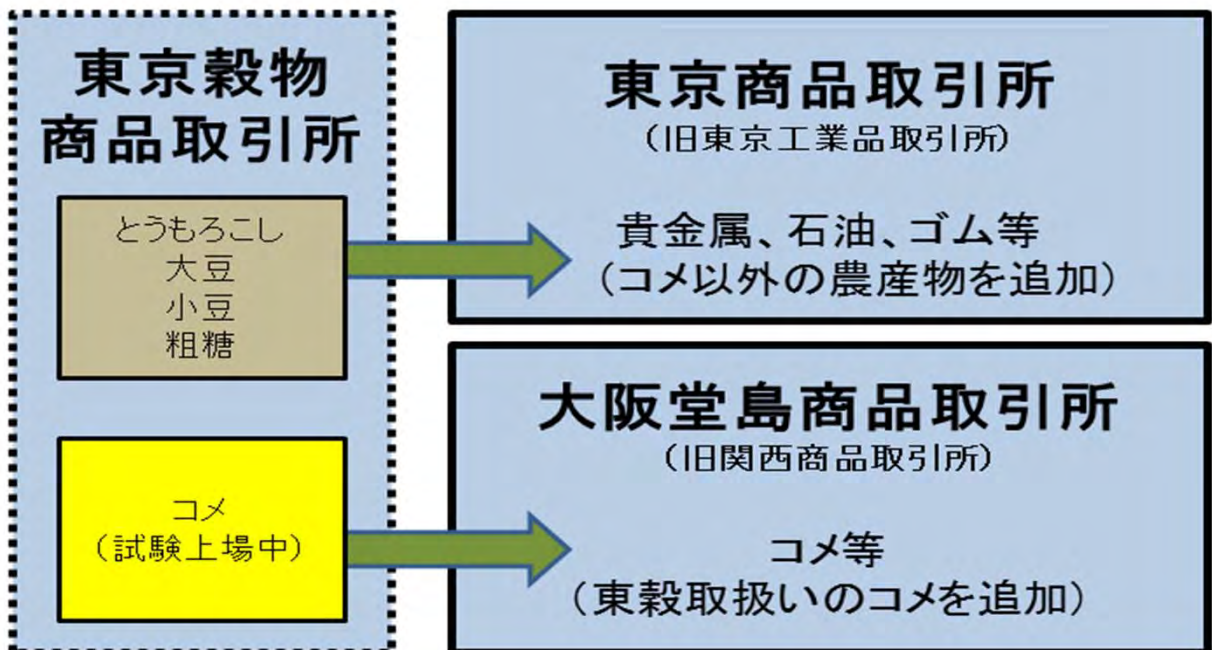 東京穀物
商品取引所
とうもろこし
大豆
小豆
粗糖
コメ
（試験上場中）
東京商品取引所
（旧東京工業品取引所）
貴金属、石油、ゴム等
（コメ以外の農産物を追加）
大阪堂島商品取引所
（旧関西商品取引所）
コメ等
（東穀取扱いのコメを追加）